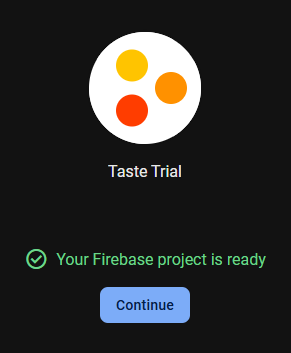 Taste Trial
Your Firebase project is ready
Continue